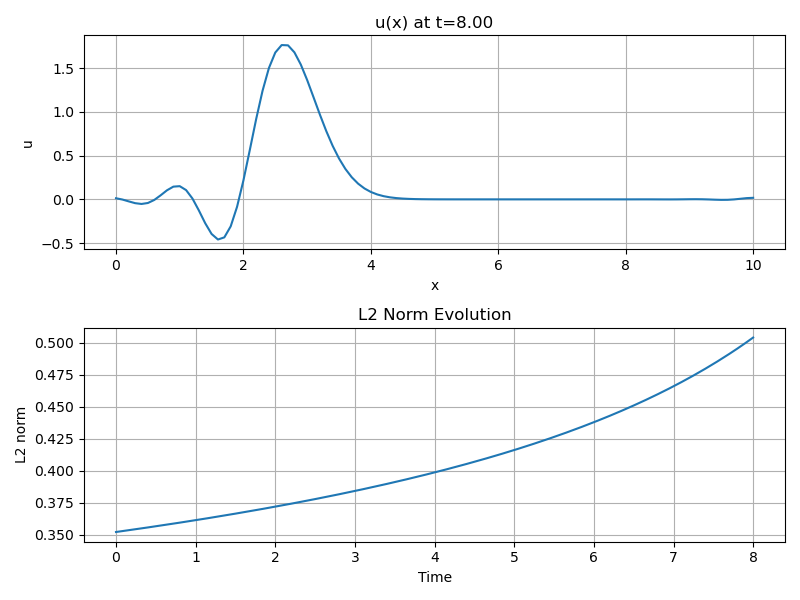 u(x) at t=8.00
u
1.5
1.0
0.5
0.0
−0.5
0 2 4 6 8 10
x
L2 Norm Evolution
L2 norm
0.500
0.475
0.450
0.425
0.400
0.375
0.350
0 1 2 3 4 5 6 7 8
Time